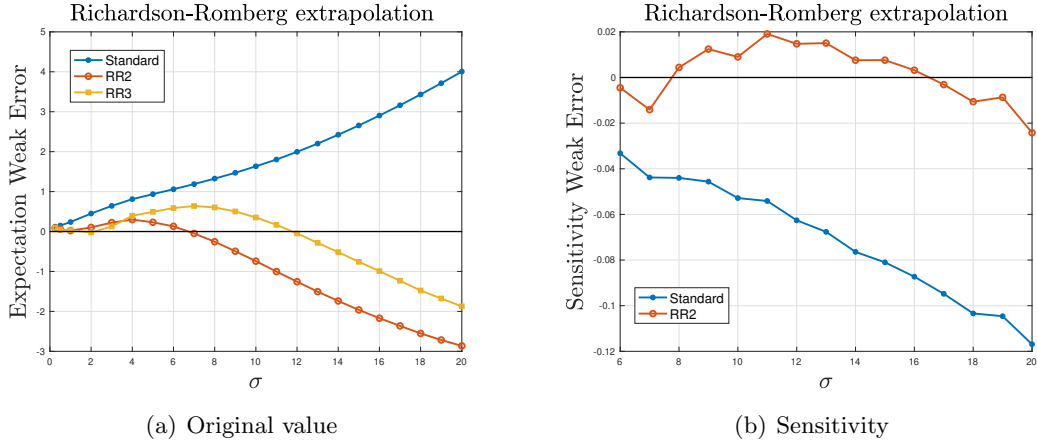 Richardson-Romberg extrapolation
Expectation Weak Error
5
4
3
2
1
0
-1
-2
-3
Standard
RR2
RR3
0 2 4 6 8 10 12 14 16 18 20
σ
(a) Original value
Richardson-Romberg extrapolation
Sensitivity Weak Error
0.02
0
-0.02
-0.04
-0.06
-0.08
-0.1
-0.12
Standard
RR2
6 8 10 12 14 16 18 20
σ
(b) Sensitivity